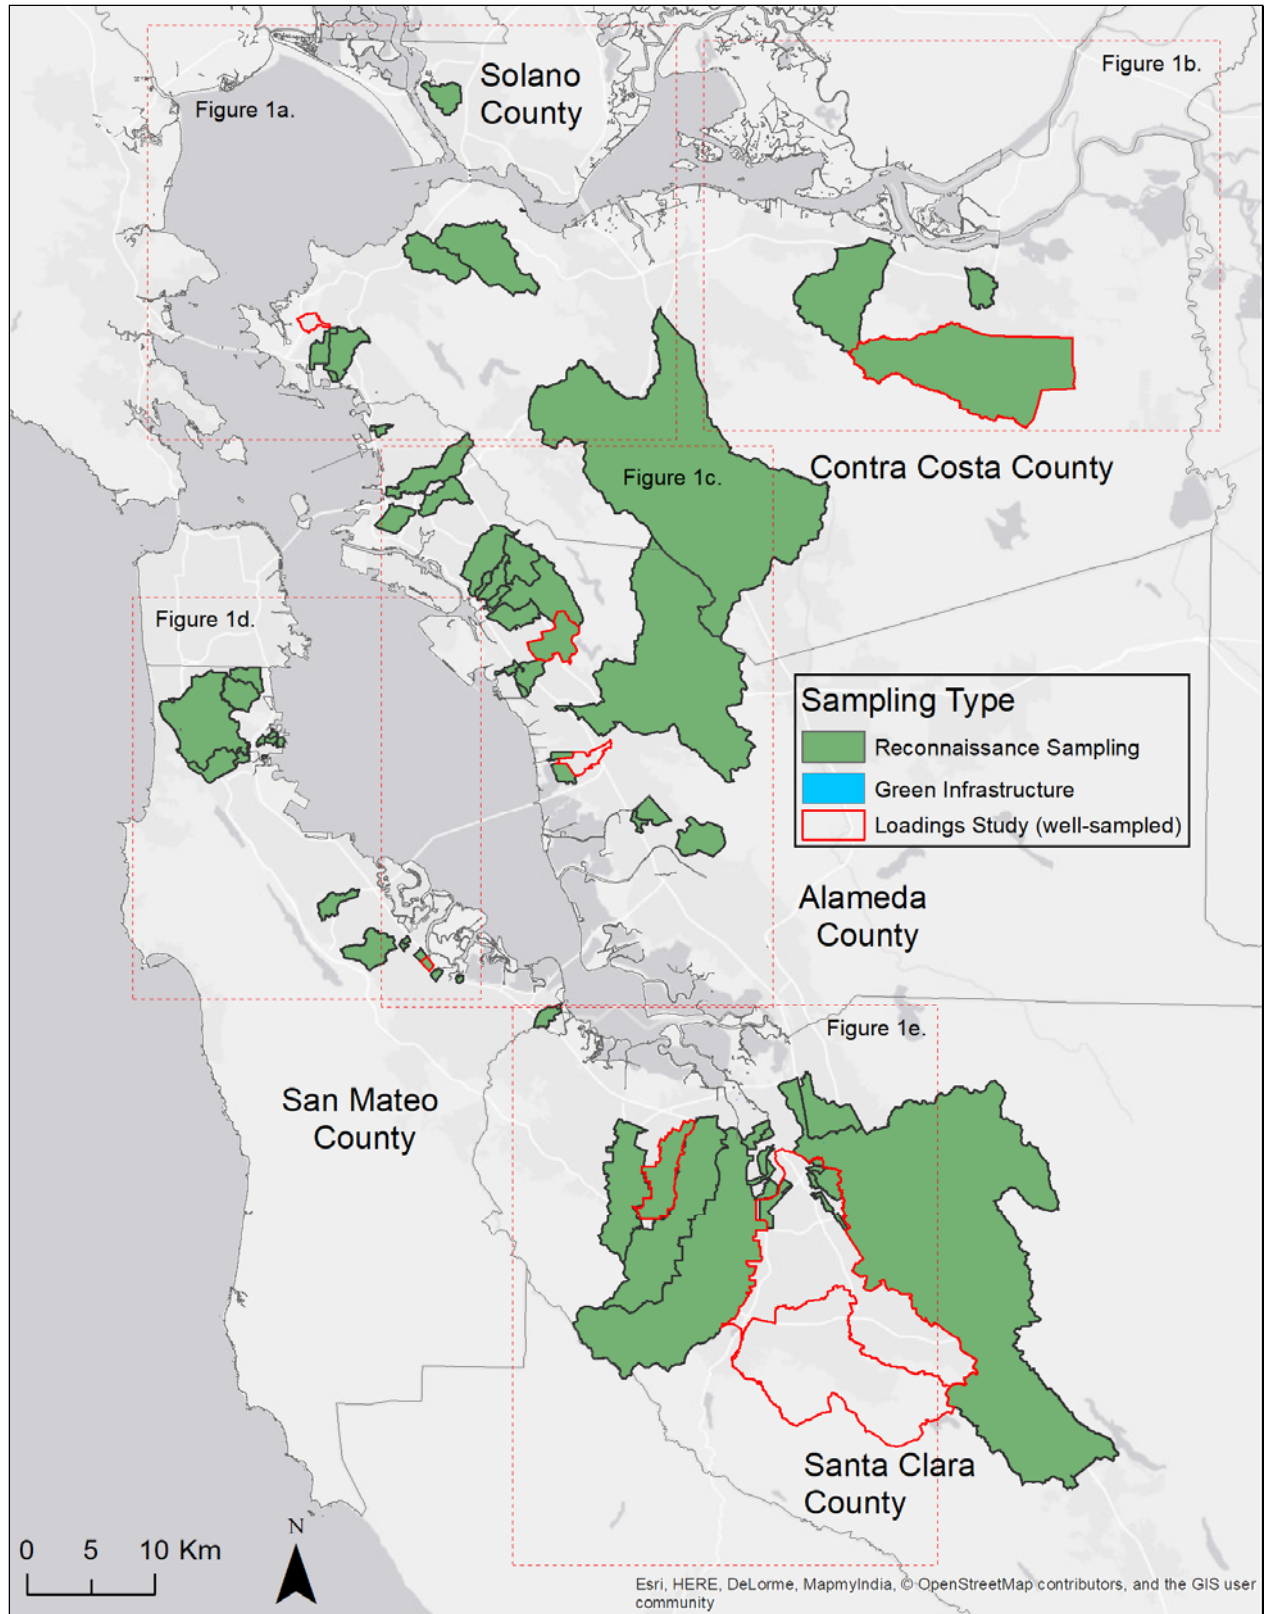 Solano
County
Figure 1a.
Figure 1b.
Contra Costa County
Figure 1c.
Figure 1d.
Sampling Type
Reconnaissance Sampling
Green Infrastructure
Loadings Study (well-sampled)
Alameda
County
Figure 1e.
San Mateo
County
Santa Clara
County
N
0 5 10 Km
Esri, HERE, DeLorme, MapmyIndia, © OpenStreetMap contributors, and the GIS user
community